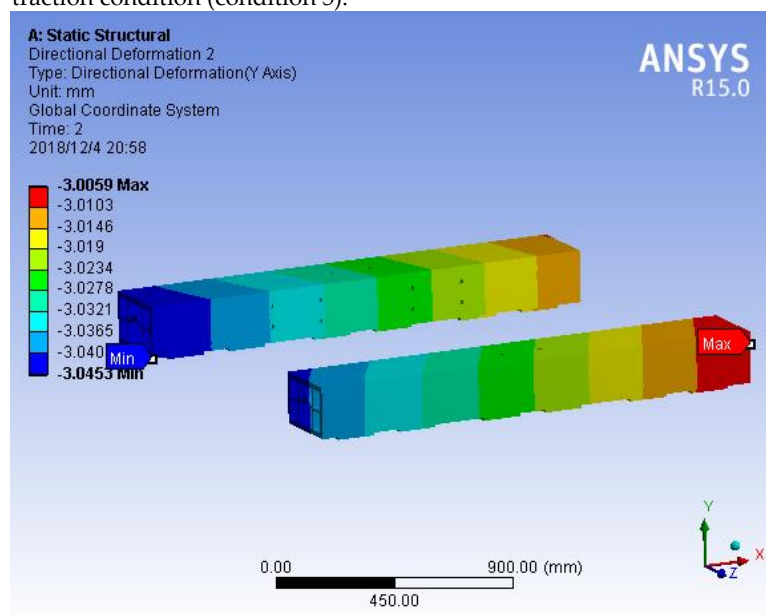 traction condition (condition 5).
A: Static Structural
Directional Deformation 2
Type: Directional Deformation(Y Axis)
Unit: mm
Global Coordinate System
Time: 2
2018/12/4 20:58
ANSYS
R15.0
-3.0059 Max
-3.0103
-3.0146
-3.019
-3.0234
-3.0278
-3.0321
-3.0365
-3.040
-3.0453 Min
Min
Max
Y
X
Z
0.00 900.00 (mm)
450.00